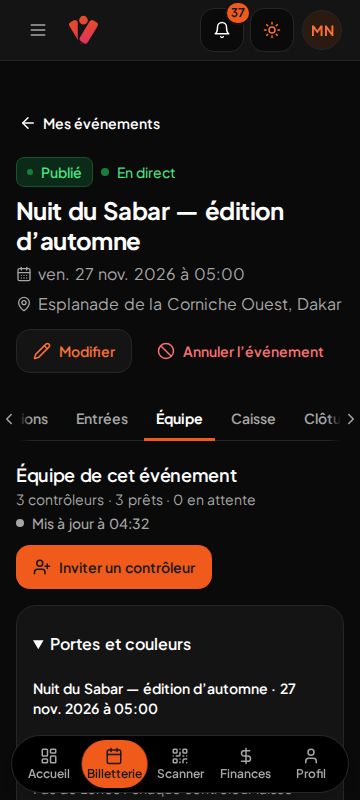 37
MN
Mes événements
Publié
En direct
Nuit du Sabar — édition
d’automne
ven. 27 nov. 2026 à 05:00
Esplanade de la Corniche Ouest, Dakar
Modifier
Annuler l’événement
Entrées
Équipe
Caisse
Équipe de cet événement
3 contrôleurs · 3 prêts · 0 en attente
Mis à jour à 04:32
Inviter un contrôleur
Portes et couleurs
Nuit du Sabar — édition d’automne · 27
nov. 2026 à 05:00
Accueil
Billetterie
Scanner
Finances
Profil